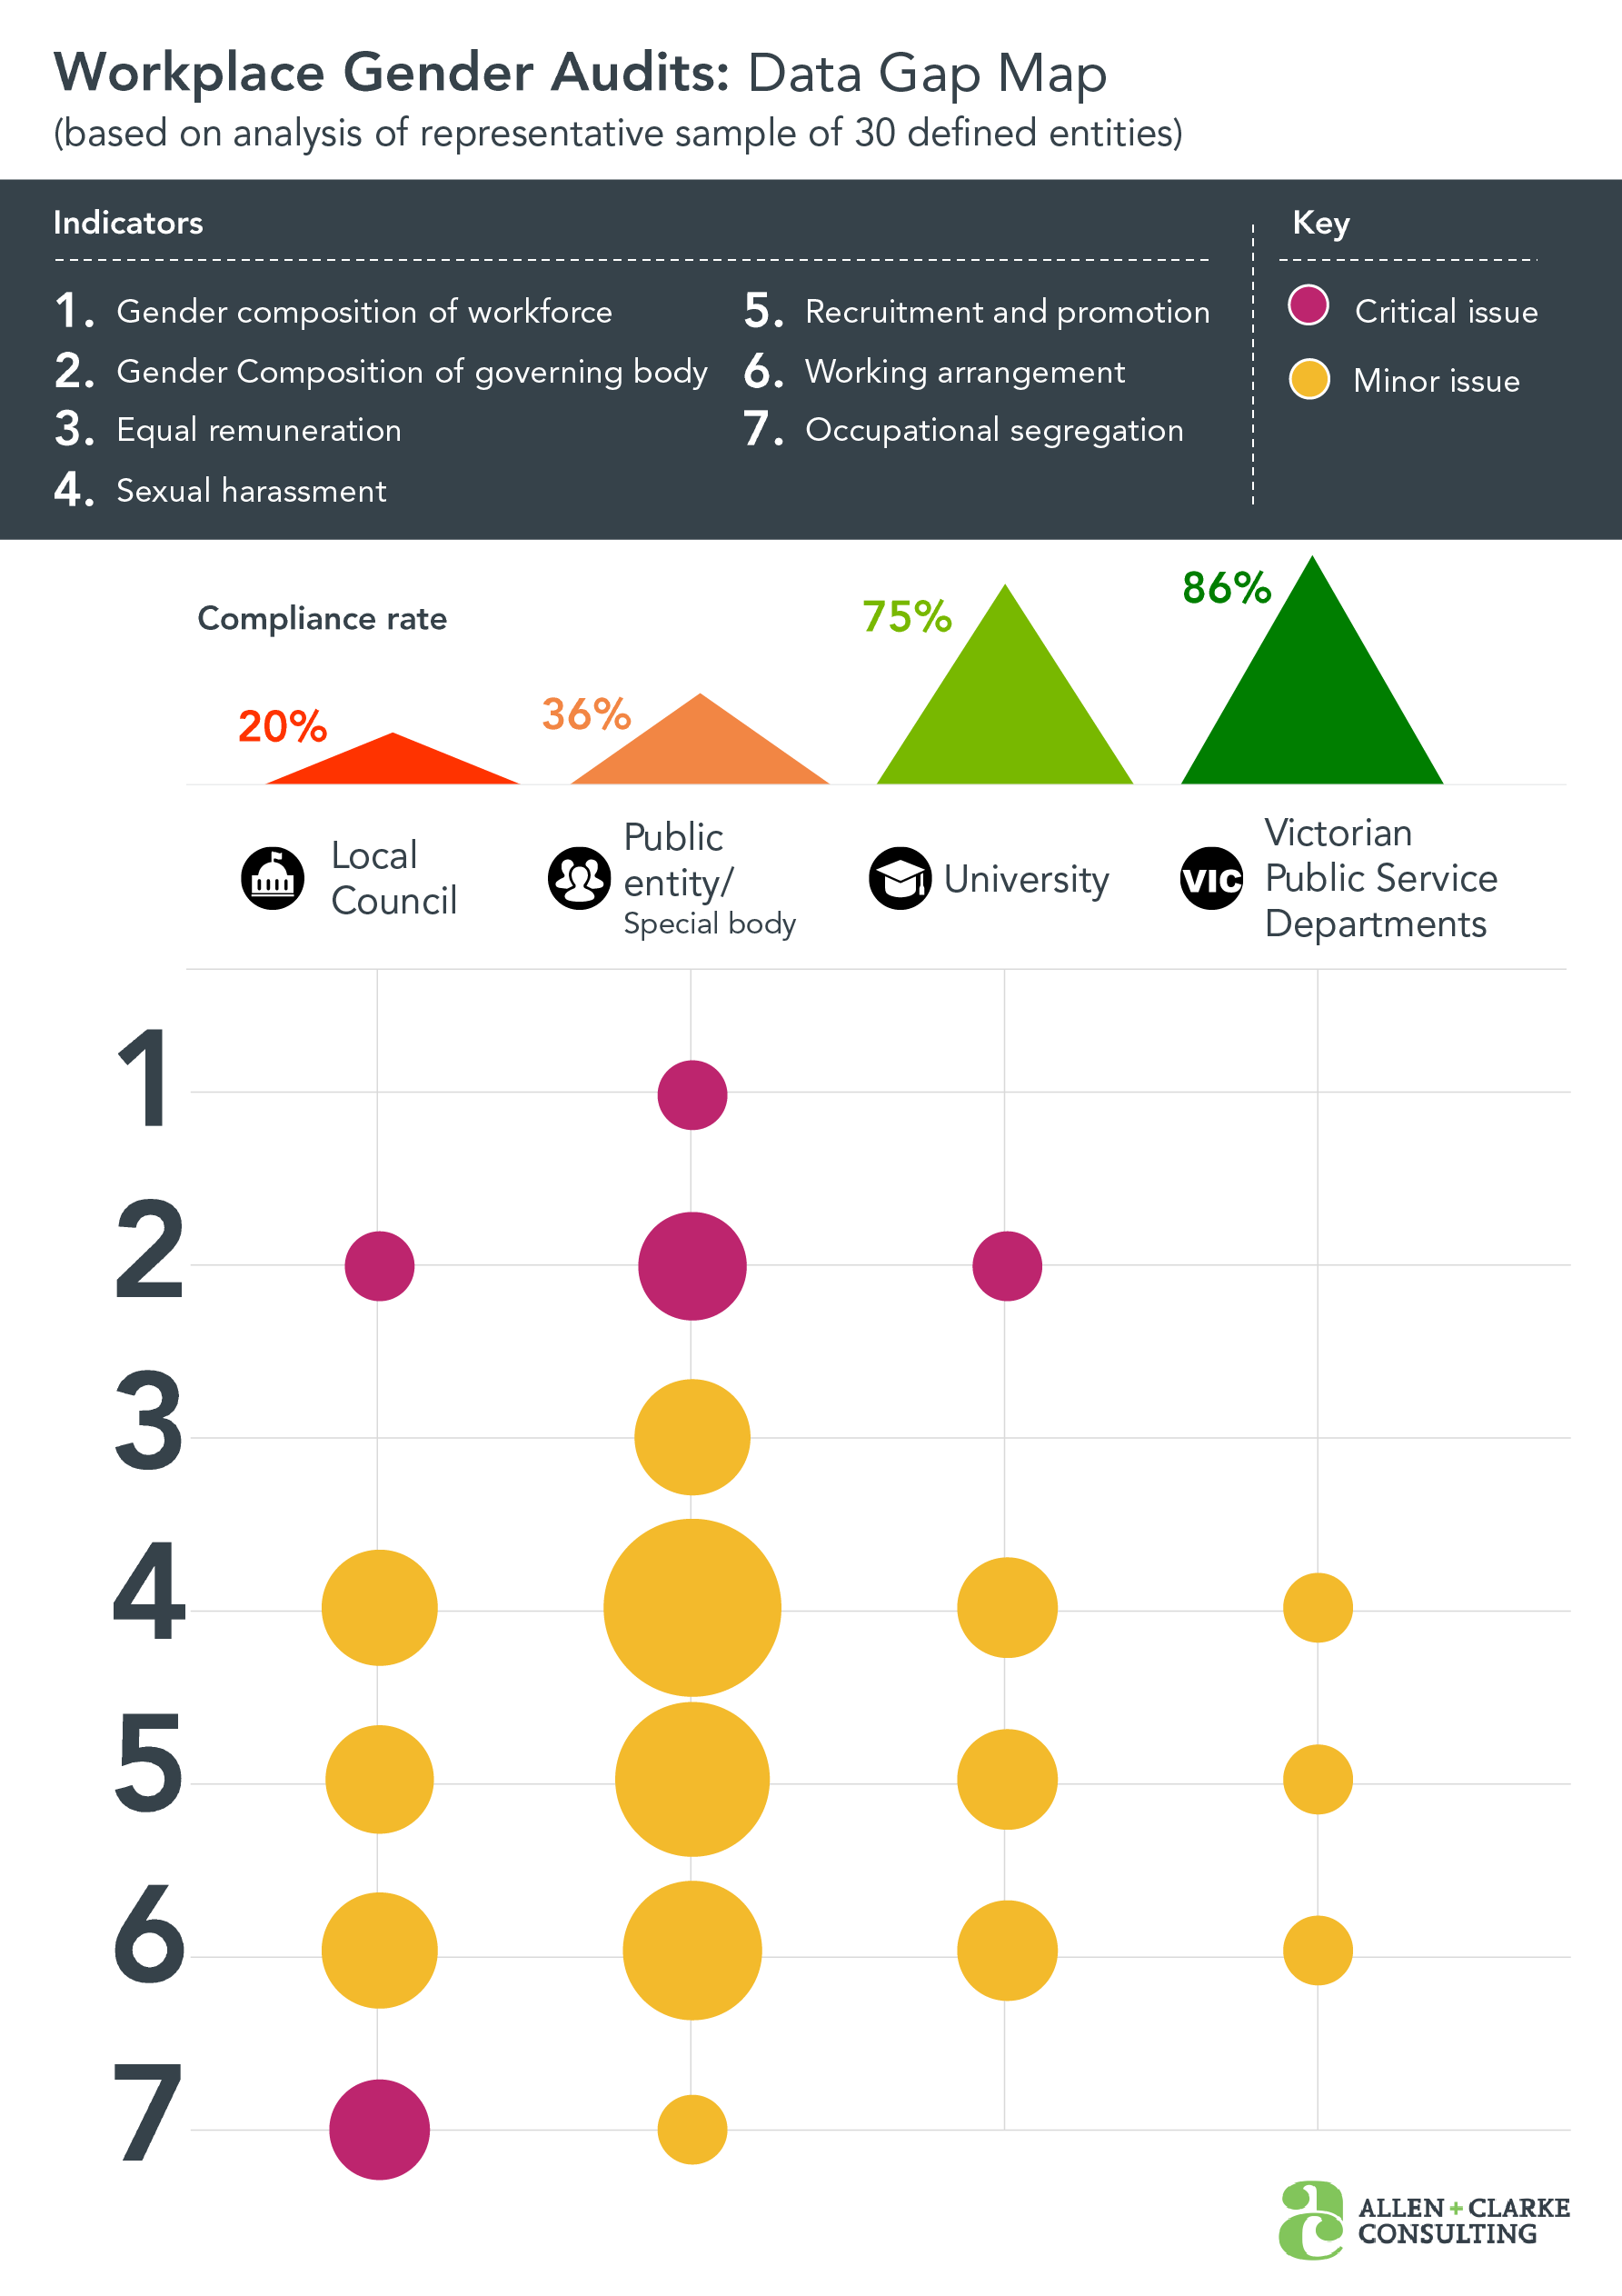 Workplace Gender Audits: Data Gap Map
(based on analysis of representative sample of 30 defined entities)
Indicators
1. Gender composition of workforce
2. Gender Composition of governing body
3. Equal remuneration
4. Sexual harassment
5. Recruitment and promotion
6. Working arrangement
7. Occupational segregation
Key
Critical issue
Minor issue
Compliance rate
20%
36%
75%
86%
Local
Council
Public
entity/
Special body
University
VIC
Victorian
Public Service
Departments
1
2
3
4
5
6
7
ac
ALLEN+CLARKE
CONSULTING